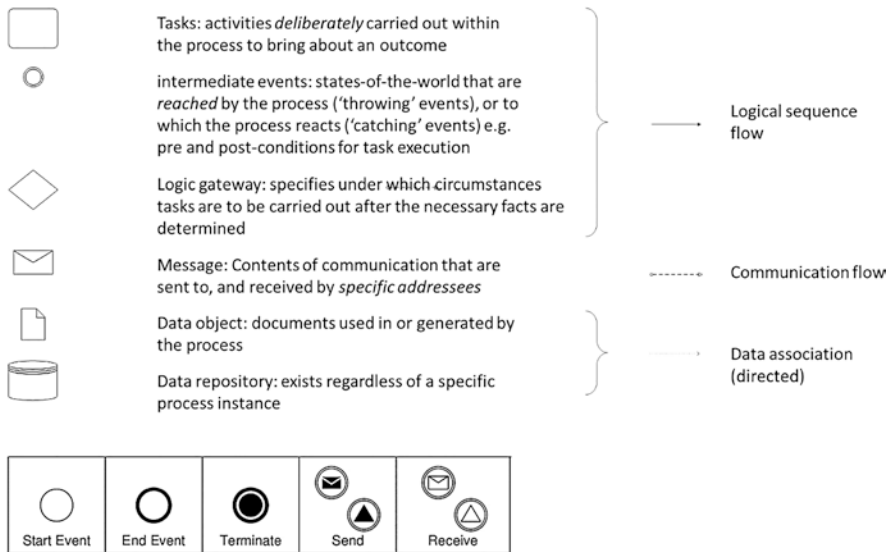 Tasks: activities deliberately carried out within
the process to bring about an outcome
intermediate events: states-of-the-world that are
reached by the process (‘throwing’ events), or to
which the process reacts (‘catching’ events) e.g.
pre and post-conditions for task execution
Logic gateway: specifies under which circumstances
tasks are to be carried out after the necessary facts are
determined
Logical sequence
flow
Message: Contents of communication that are
sent to, and received by specific addressees
Communication flow
Data object: documents used in or generated by
the process
Data repository: exists regardless of a specific
process instance
Data association
(directed)
Start Event
End Event
Terminate
Send
Receive